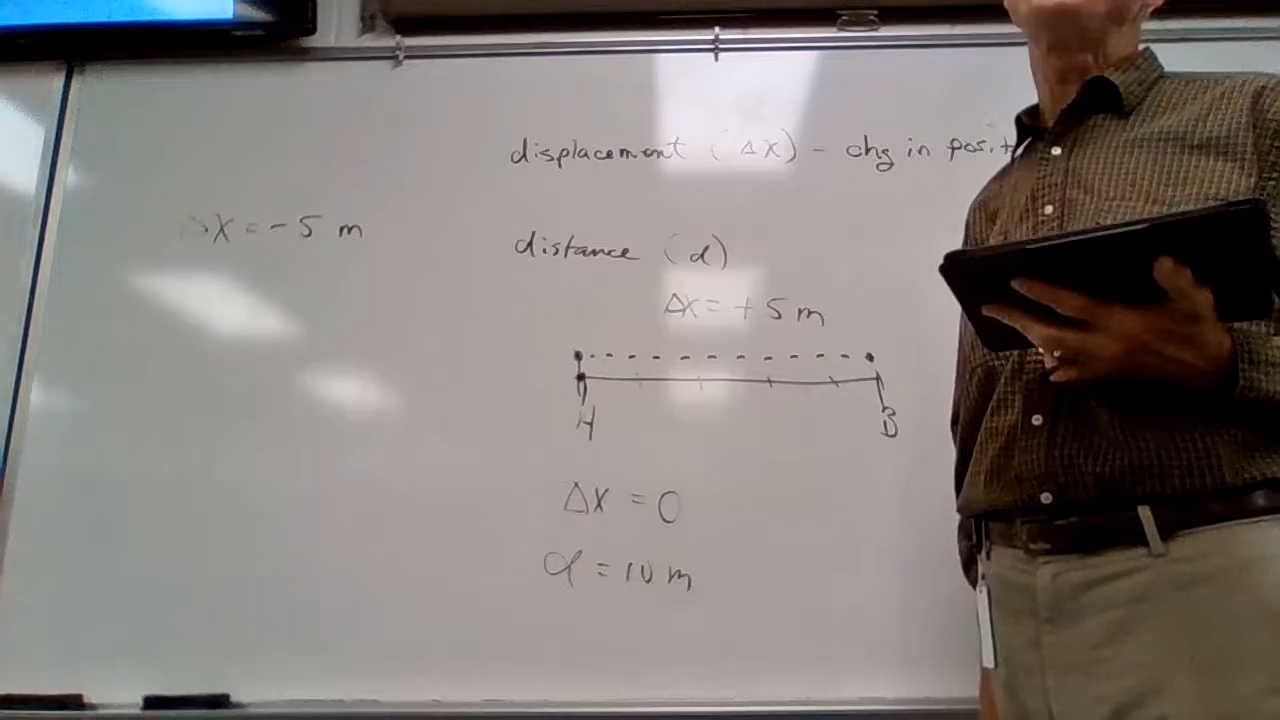 displacement (Δx) - chg in posit
Δx = -5 m
distance (d)
Δx = +5 m
H B
Δx = 0
d = 10 m